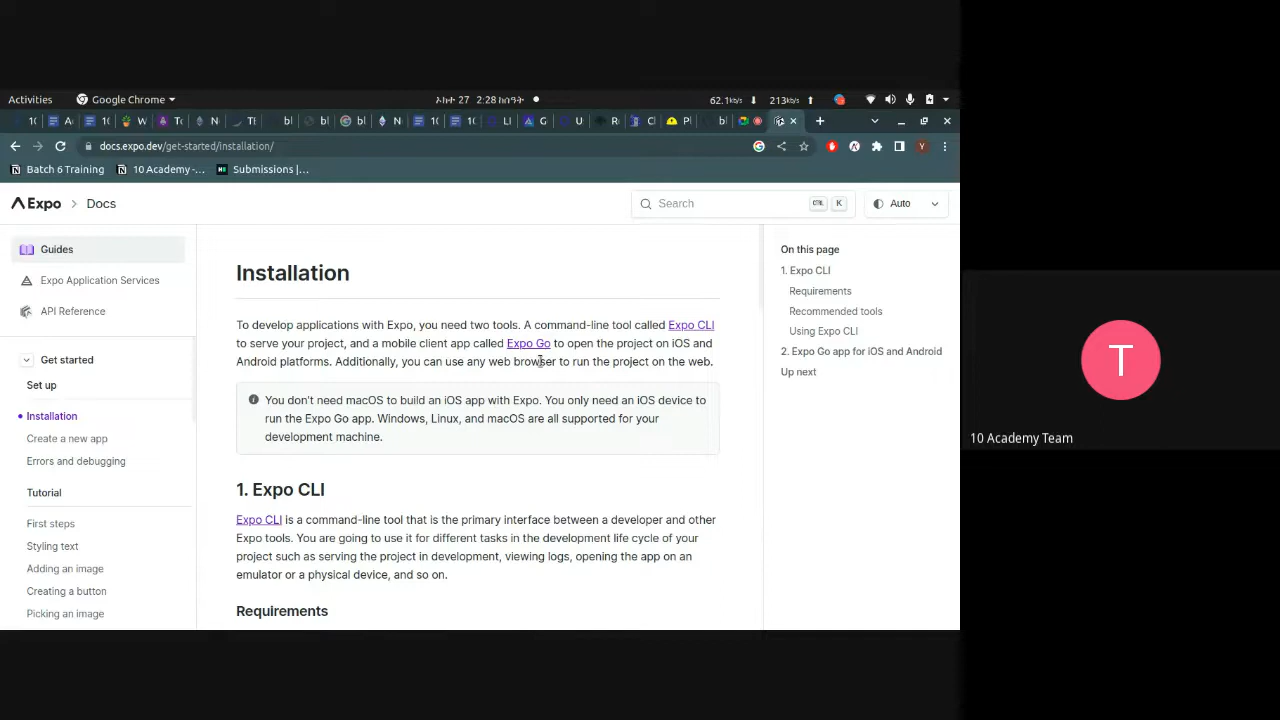 Activities
Google Chrome
ኦክተ 27 2:28 ከሰዓት
62.1kb/s
213kb/s
docs.expo.dev/get-started/installation/
Batch 6 Training
10 Academy -...
Submissions |...
Expo
Docs
Search
CTRL K
Auto
Guides
Expo Application Services
API Reference
Get started
Set up
Installation
Create a new app
Errors and debugging
Tutorial
First steps
Styling text
Adding an image
Creating a button
Picking an image
Installation
To develop applications with Expo, you need two tools. A command-line tool called Expo CLI
to serve your project, and a mobile client app called Expo Go to open the project on iOS and
Android platforms. Additionally, you can use any web browser to run the project on the web.
You don't need macOS to build an iOS app with Expo. You only need an iOS device to
run the Expo Go app. Windows, Linux, and macOS are all supported for your
development machine.
1. Expo CLI
Expo CLI is a command-line tool that is the primary interface between a developer and other
Expo tools. You are going to use it for different tasks in the development life cycle of your
project such as serving the project in development, viewing logs, opening the app on an
emulator or a physical device, and so on.
Requirements
On this page
1. Expo CLI
Requirements
Recommended tools
Using Expo CLI
2. Expo Go app for iOS and Android
Up next
T
10 Academy Team